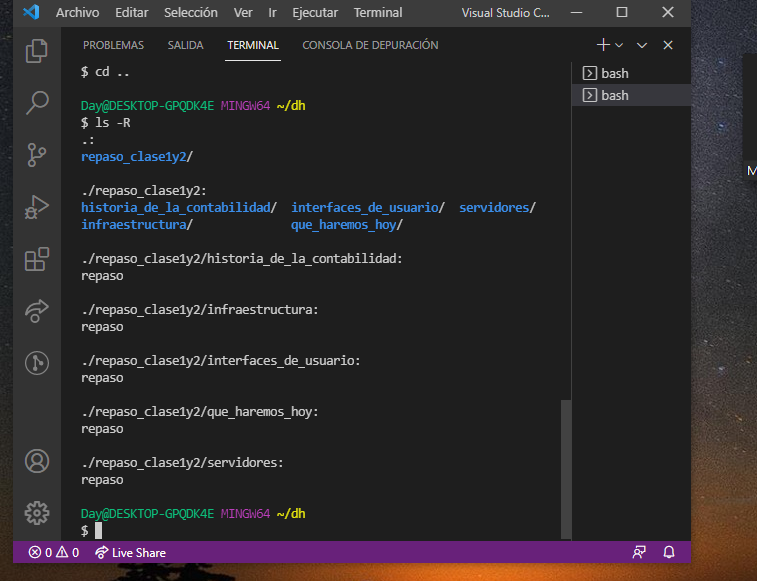 Archivo Editar Selección Ver Ir Ejecutar Terminal Visual Studio C...
PROBLEMAS SALIDA TERMINAL CONSOLA DE DEPURACIÓN
$ cd ..
Day@DESKTOP-GPQDK4E MINGW64 ~/dh
$ ls -R
.:
repaso_clase1y2/
./repaso_clase1y2:
historia_de_la_contabilidad/ interfaces_de_usuario/ servidores/
infraestructura/ que_haremos_hoy/
./repaso_clase1y2/historia_de_la_contabilidad:
repaso
./repaso_clase1y2/infraestructura:
repaso
./repaso_clase1y2/interfaces_de_usuario:
repaso
./repaso_clase1y2/que_haremos_hoy:
repaso
./repaso_clase1y2/servidores:
repaso
Day@DESKTOP-GPQDK4E MINGW64 ~/dh
$
bash
bash
M
0 0 Live Share